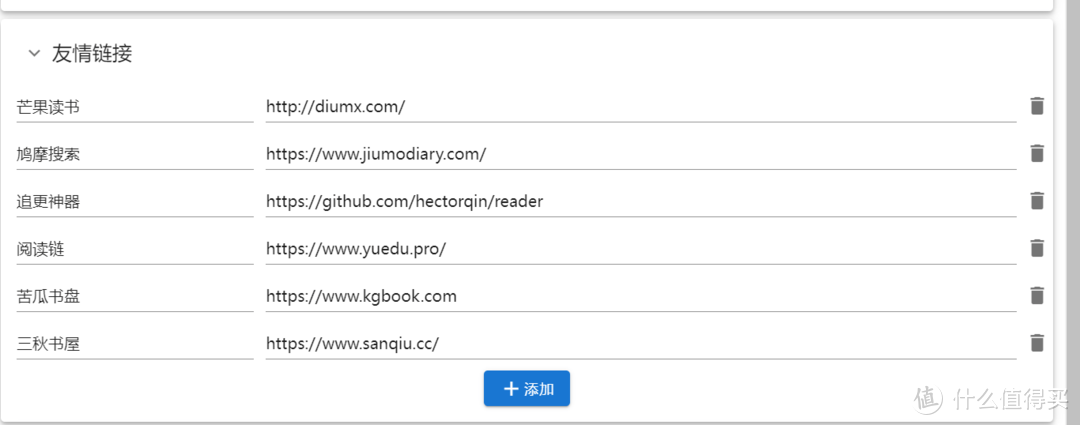 友情链接
芒果读书 http://diumx.com/
鸠摩搜索 https://www.jiumodiary.com/
追更神器 https://github.com/hectorqin/reader
阅读链 https://www.yuedu.pro/
苦瓜书盘 https://www.kgbook.com
三秋书屋 https://www.sanqiu.cc/
添加
值 什么值得买